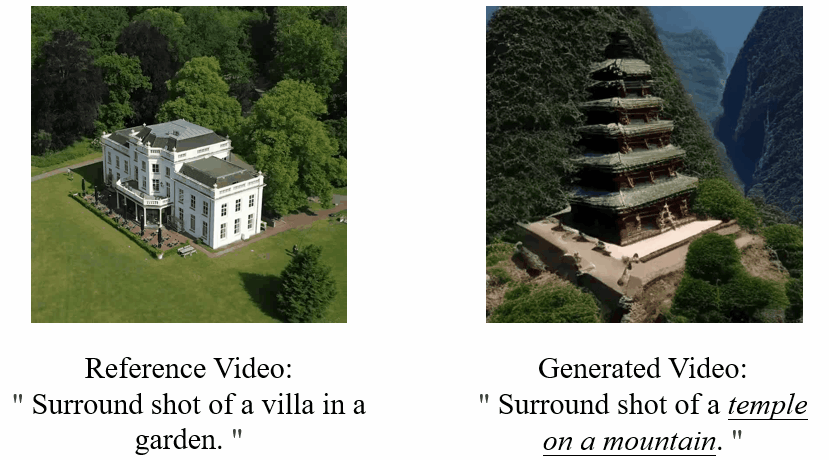 Reference Video:
" Surround shot of a villa in a
garden. "
Generated Video:
" Surround shot of a temple
on a mountain. "